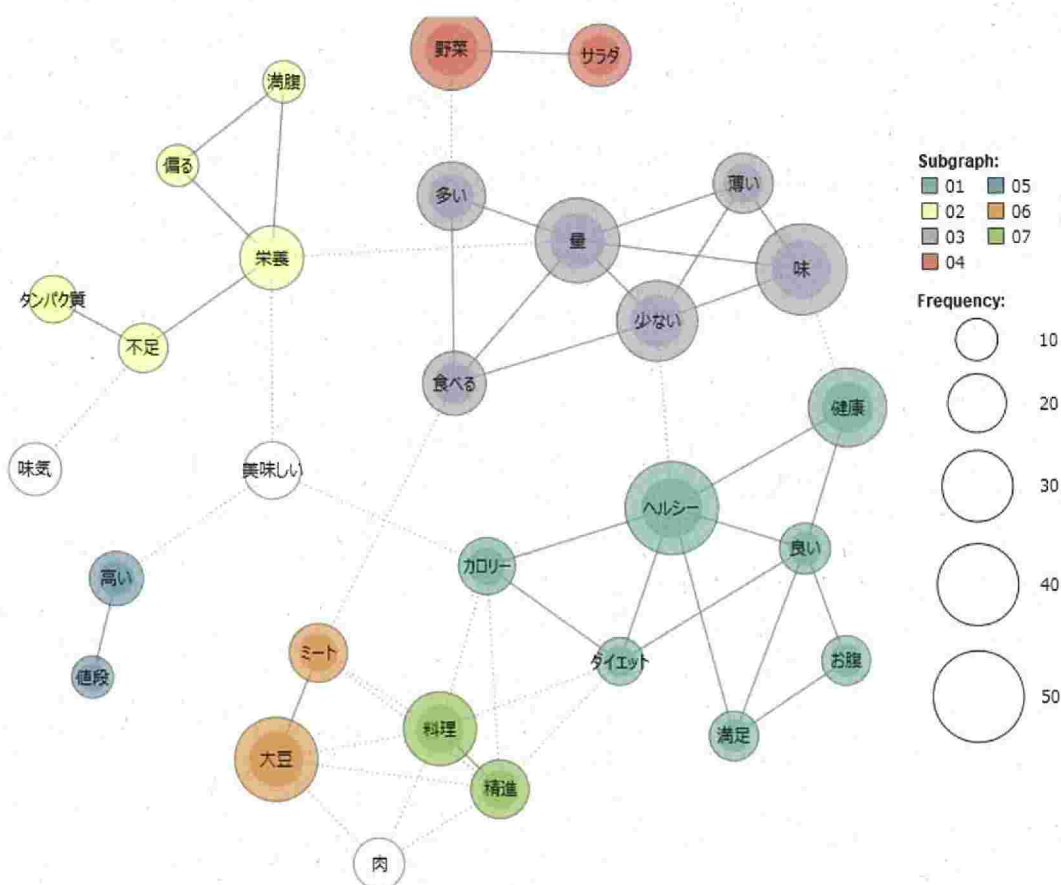 野菜
サラダ
満腹
偏る
多い
薄い
量
栄養
味
タンパク質
不足
少ない
食べる
健康
味気
美味しい
ヘルシー
カロリー
良い
高い
ミート
ダイエット
お腹
値段
料理
満足
大豆
精進
肉
Subgraph:
01 05
02 06
03 07
04
Frequency:
10
20
30
40
50